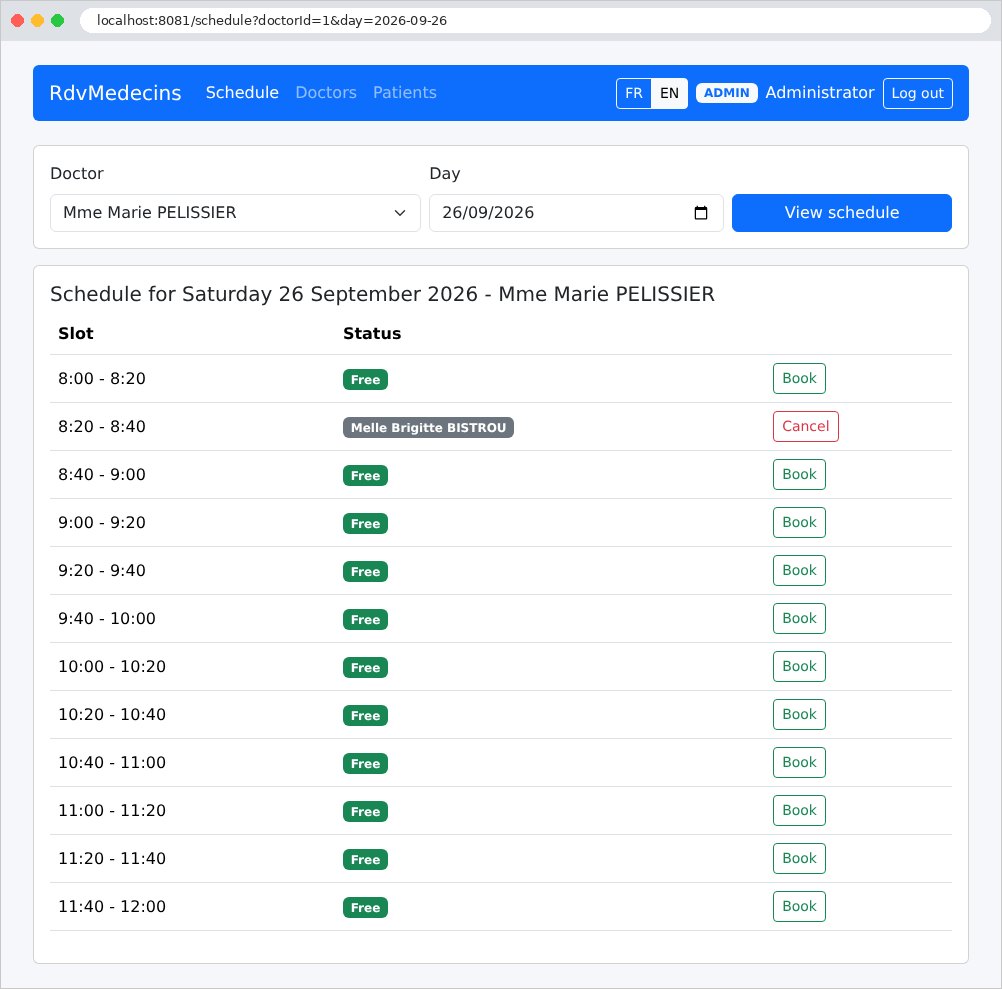 localhost:8081/schedule?doctorId=1&day=2026-09-26
RdvMedecins Schedule Doctors Patients FR EN ADMIN Administrator Log out
Doctor Day
Mme Marie PELISSIER 26/09/2026 View schedule
Schedule for Saturday 26 September 2026 - Mme Marie PELISSIER
Slot Status
8:00 - 8:20 Free Book
8:20 - 8:40 Melle Brigitte BISTROU Cancel
8:40 - 9:00 Free Book
9:00 - 9:20 Free Book
9:20 - 9:40 Free Book
9:40 - 10:00 Free Book
10:00 - 10:20 Free Book
10:20 - 10:40 Free Book
10:40 - 11:00 Free Book
11:00 - 11:20 Free Book
11:20 - 11:40 Free Book
11:40 - 12:00 Free Book